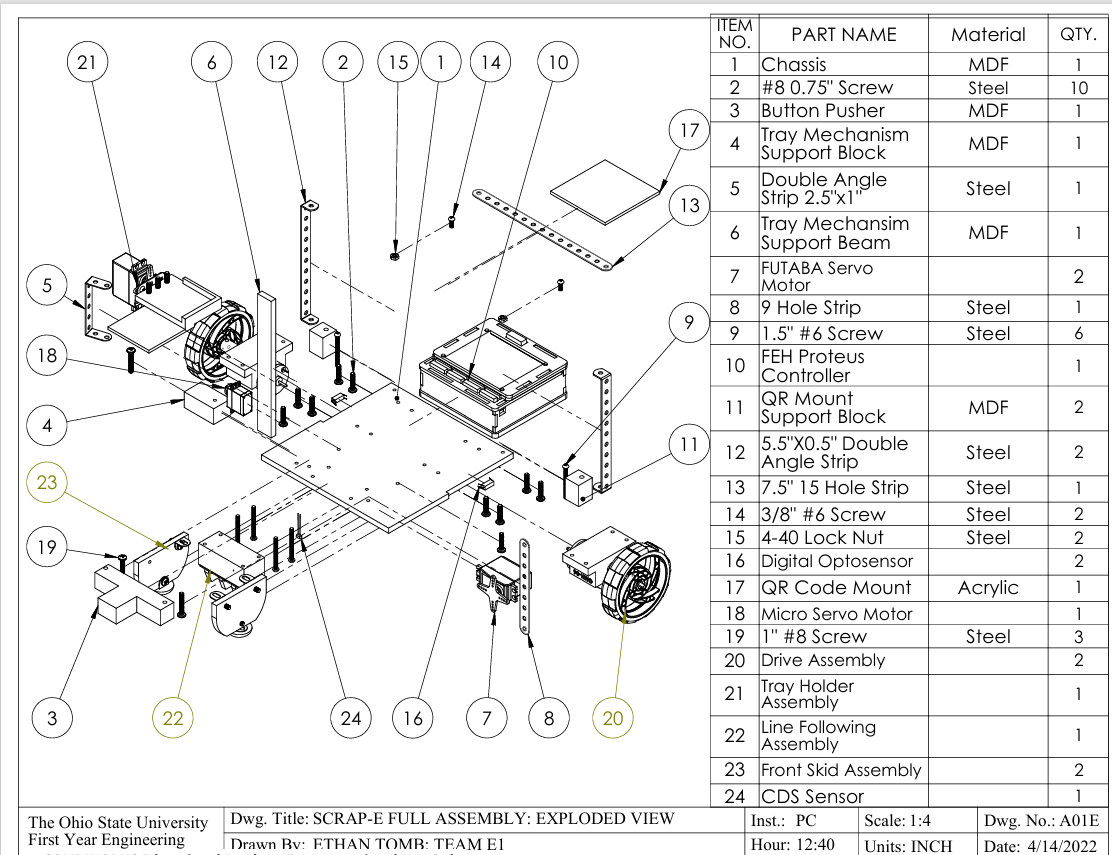 21 6 12 2 15 1 14 10
17
13
5
9
18
4
11
23
19
3 22 24 16 7 8 20
ITEM NO. PART NAME Material QTY.
1 Chassis MDF 1
2 #8 0.75" Screw Steel 10
3 Button Pusher MDF 1
4 Tray Mechanism Support Block MDF 1
5 Double Angle Strip 2.5"x1" Steel 1
6 Tray Mechansim Support Beam MDF 1
7 FUTABA Servo Motor 2
8 9 Hole Strip Steel 1
9 1.5" #6 Screw Steel 6
10 FEH Proteus Controller 1
11 QR Mount Support Block MDF 2
12 5.5"X0.5" Double Angle Strip Steel 2
13 7.5" 15 Hole Strip Steel 1
14 3/8" #6 Screw Steel 2
15 4-40 Lock Nut Steel 2
16 Digital Optosensor 2
17 QR Code Mount Acrylic 1
18 Micro Servo Motor 1
19 1" #8 Screw Steel 3
20 Drive Assembly 2
21 Tray Holder Assembly 1
22 Line Following Assembly 1
23 Front Skid Assembly 2
24 CDS Sensor 1
The Ohio State University
First Year Engineering
Dwg. Title: SCRAP-E FULL ASSEMBLY: EXPLODED VIEW
Drawn By: ETHAN TOMB: TEAM E1
Inst.: PC
Hour: 12:40
Scale: 1:4
Units: INCH
Dwg. No.: A01E
Date: 4/14/2022